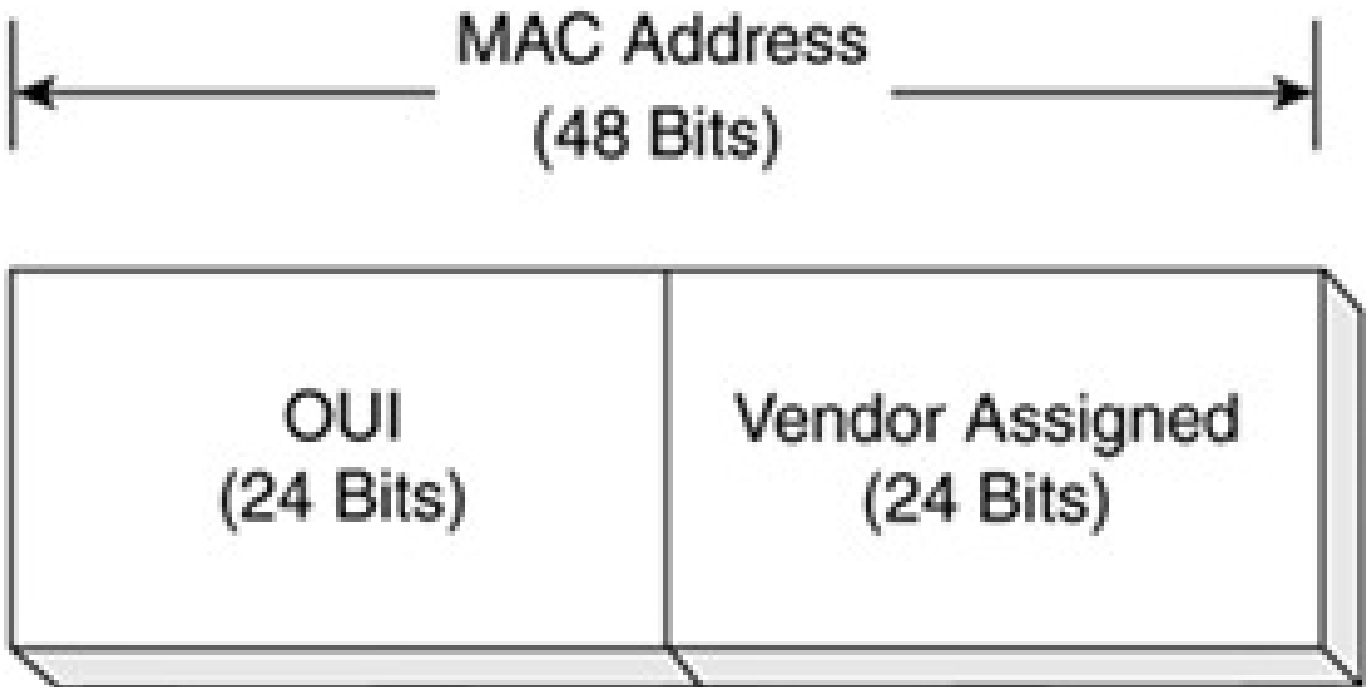 MAC Address
(48 Bits)
OUI
(24 Bits)
Vendor Assigned
(24 Bits)